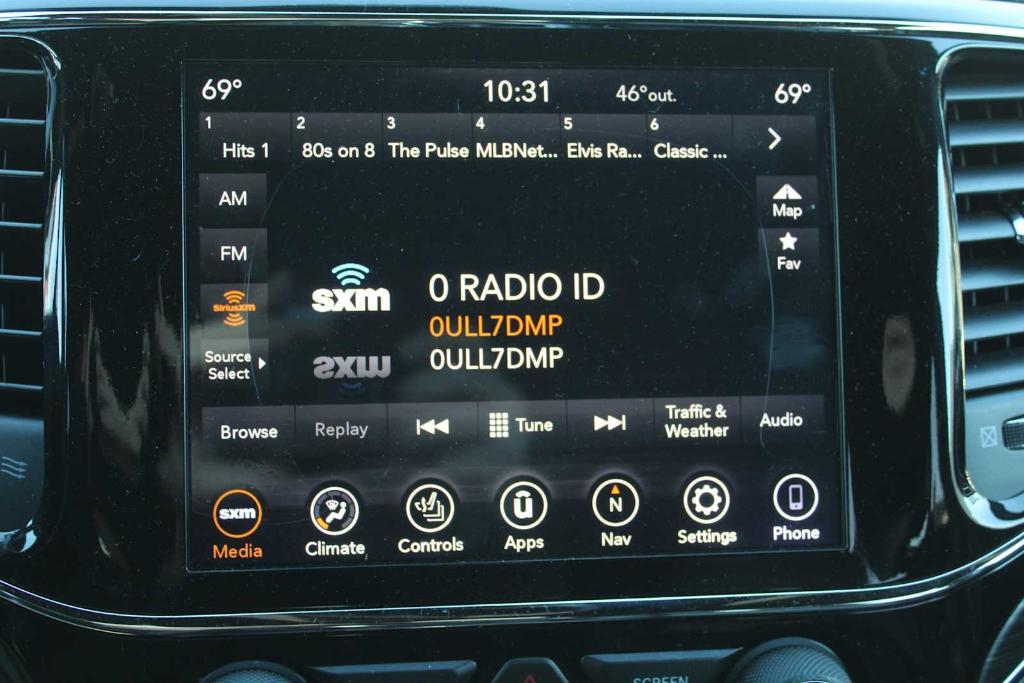 69° 10:31 46°out. 69°
1 2 3 4 5 6
Hits 1 80s on 8 The Pulse MLBNet... Elvis Ra... Classic ...
AM
Map
FM
Fav
SiriusXM
sxm
0 RADIO ID
0ULL7DMP
0ULL7DMP
Source
Select
Browse Replay Tune Traffic &
Weather Audio
sxm N
Media Climate Controls Apps Nav Settings Phone
SCREEN